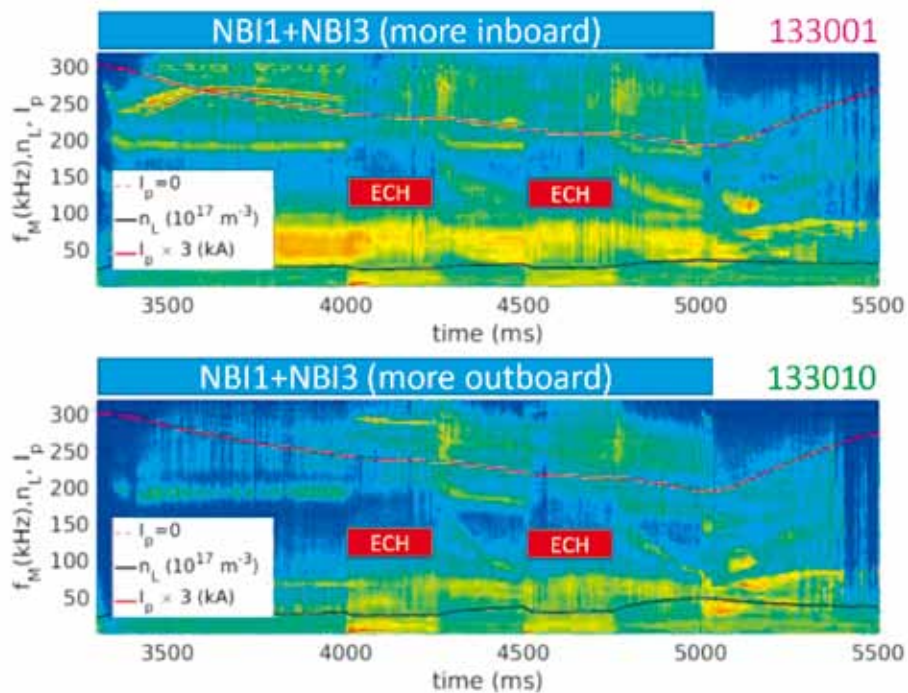 NBI1+NBI3 (more inboard) 133001
300
250
200
150
100
50
f_M(kHz),n_L, I_p
I_p=0
n_L (10^17 m^-3)
I_p × 3 (kA)
ECH ECH
3500 4000 4500 5000 5500
time (ms)
NBI1+NBI3 (more outboard) 133010
300
250
200
150
100
50
f_M(kHz),n_L, I_p
I_p=0
n_L (10^17 m^-3)
I_p × 3 (kA)
ECH ECH
3500 4000 4500 5000 5500
time (ms)